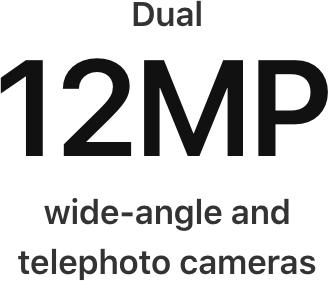 Dual
12MP
wide-angle and
telephoto cameras